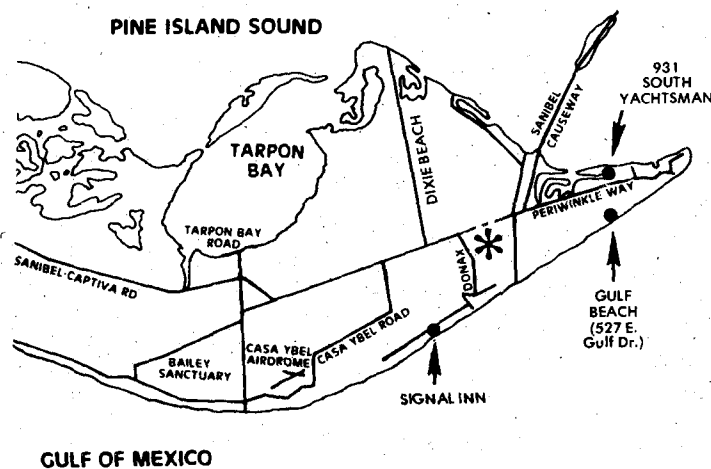 PINE ISLAND SOUND
931
SOUTH
YACHTSMAN
SANIBEL
CAUSEWAY
TARPON
BAY
DIXIE BEACH
PERIWINKLE WAY
TARPON BAY
ROAD
SANIBEL-CAPTIVA RD
DONAX
GULF
BEACH
(527 E.
Gulf Dr.)
CASA YBEL
AIRDROME
CASA YBEL ROAD
BAILEY
SANCTUARY
SIGNAL INN
GULF OF MEXICO